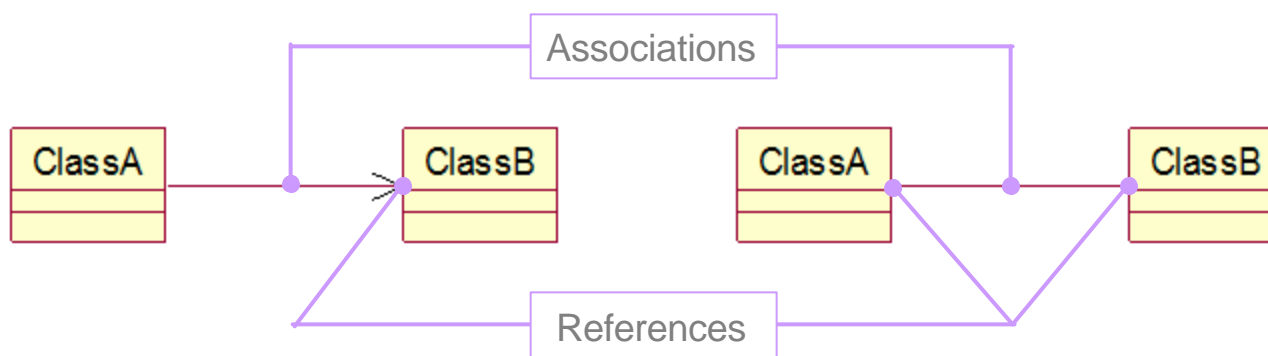 Associations
ClassA
ClassB
ClassA
ClassB
References